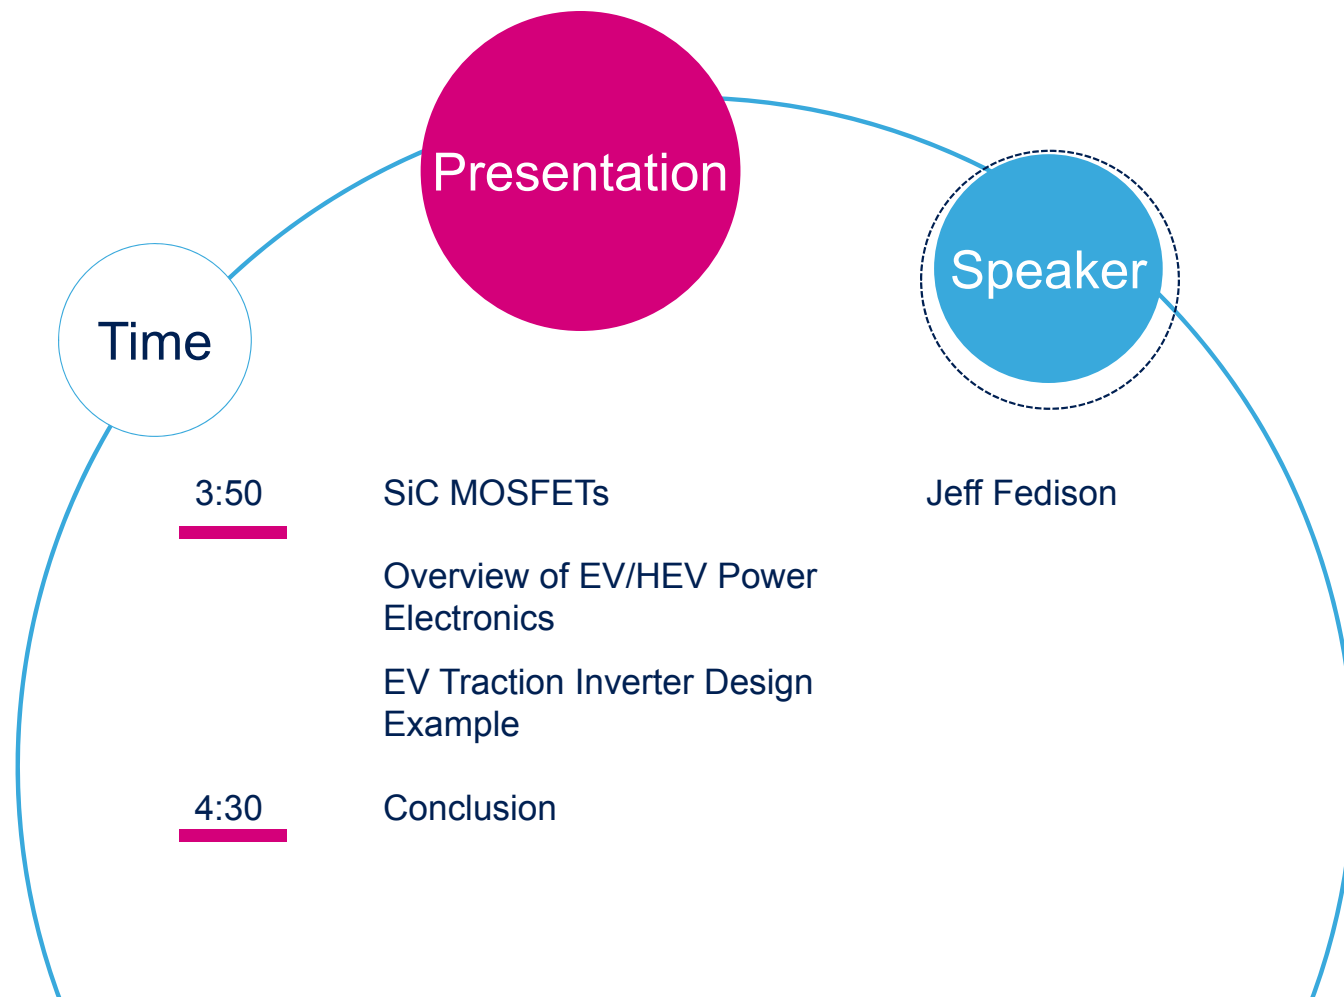 Presentation
Speaker
Time
3:50 SiC MOSFETs Jeff Fedison
Overview of EV/HEV Power
Electronics
EV Traction Inverter Design
Example
4:30 Conclusion